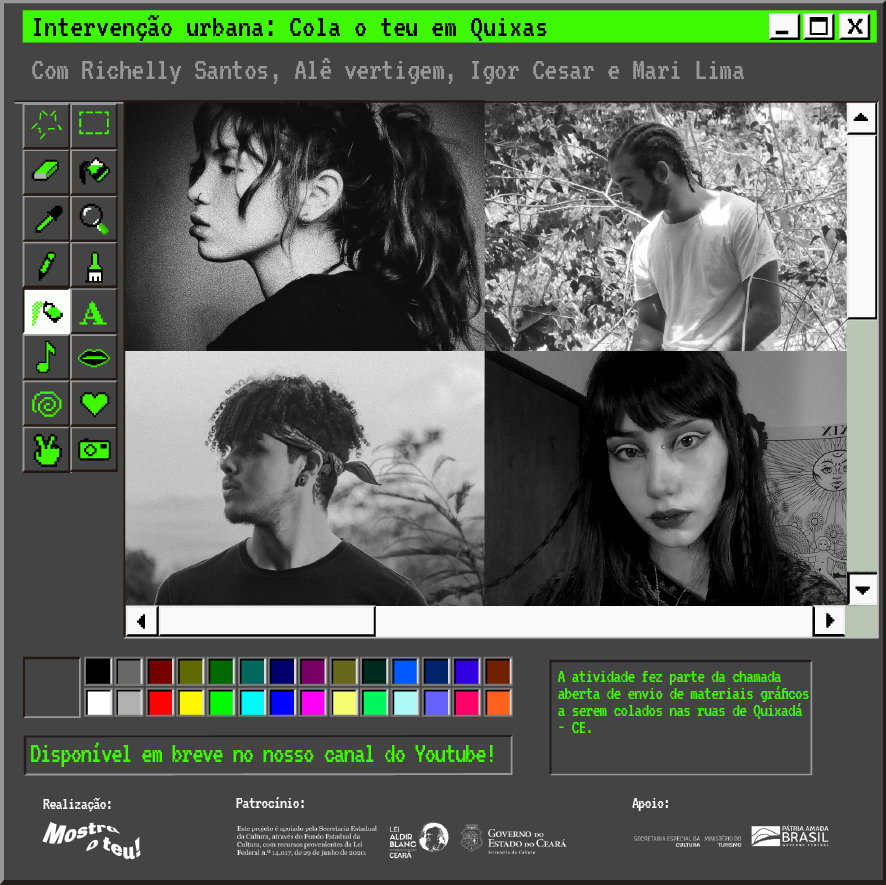 Intervenção urbana: Cola o teu em Quixas
Com Richelly Santos, Alê vertigem, Igor Cesar e Mari Lima
A
XIX
A atividade fez parte da chamada
aberta de envio de materiais gráficos
a serem colados nas ruas de Quixadá
- CE.
Disponível em breve no nosso canal do Youtube!
Realização:
Mostra
o teu!
Patrocínio:
Este projeto é apoiado pela Secretaria Estadual
da Cultura, através do Fundo Estadual da
Cultura, com recursos provenientes da Lei
Federal n.º 14.017, de 29 de junho de 2020.
LEI
ALDIR
BLANC
CEARÁ
GOVERNO DO
ESTADO DO CEARÁ
Secretaria da Cultura
Apoio:
SECRETARIA ESPECIAL DA
CULTURA
MINISTÉRIO DO
TURISMO
PÁTRIA AMADA
BRASIL
GOVERNO FEDERAL